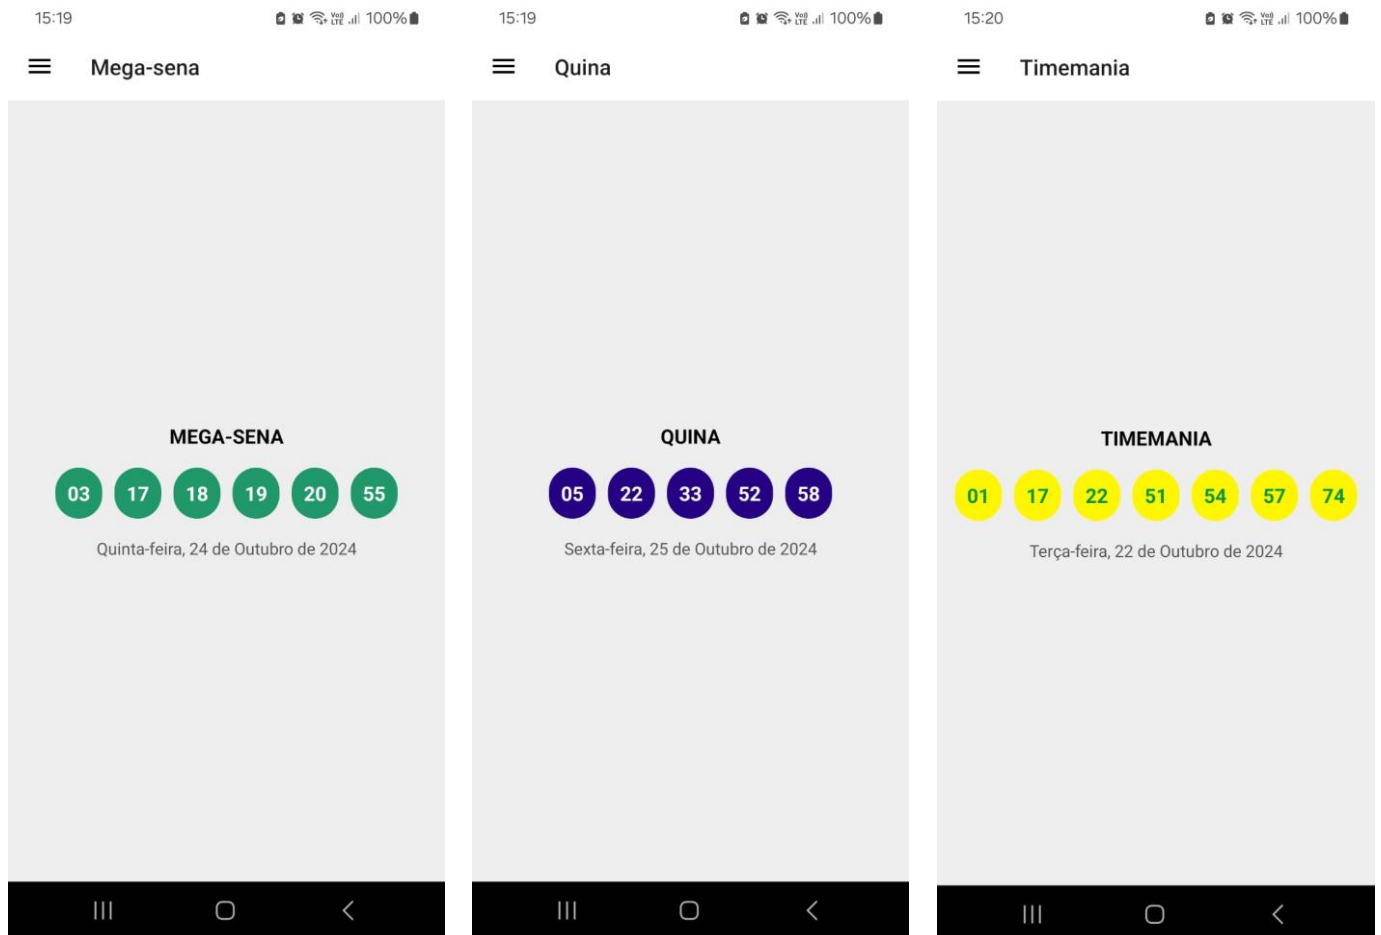 15:19 100%
Mega-sena
MEGA-SENA
03 17 18 19 20 55
Quinta-feira, 24 de Outubro de 2024
15:19 100%
Quina
QUINA
05 22 33 52 58
Sexta-feira, 25 de Outubro de 2024
15:20 100%
Timemania
TIMEMANIA
01 17 22 51 54 57 74
Terça-feira, 22 de Outubro de 2024